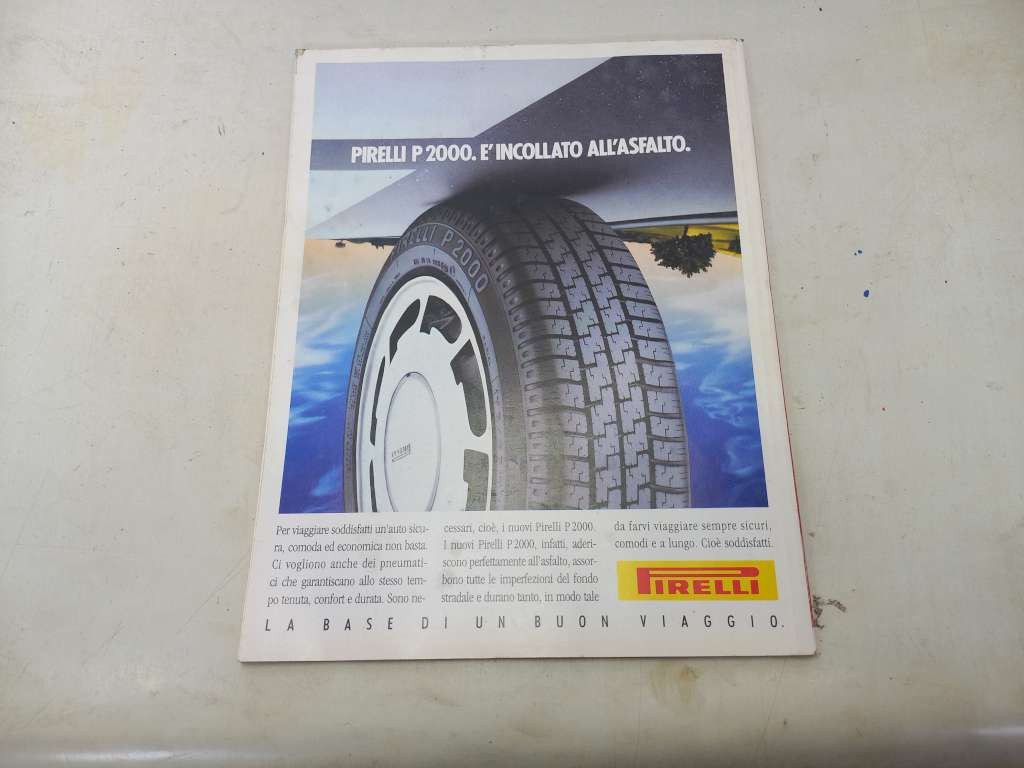 PIRELLI P 2000. E' INCOLLATO ALL'ASFALTO.
PIRELLI P 2000
Per viaggiare soddisfatti un'auto sicu-
ra, comoda ed economica non basta.
Ci vogliono anche dei pneumati-
ci che garantiscano allo stesso tem-
po tenuta, confort e durata. Sono ne-
cessari, cioè, i nuovi Pirelli P 2000.
I nuovi Pirelli P 2000, infatti, aderi-
scono perfettamente all'asfalto, assor-
bono tutte le imperfezioni del fondo
stradale e durano tanto, in modo tale
da farvi viaggiare sempre sicuri,
comodi e a lungo. Cioè soddisfatti.
PIRELLI
LA BASE DI UN BUON VIAGGIO.